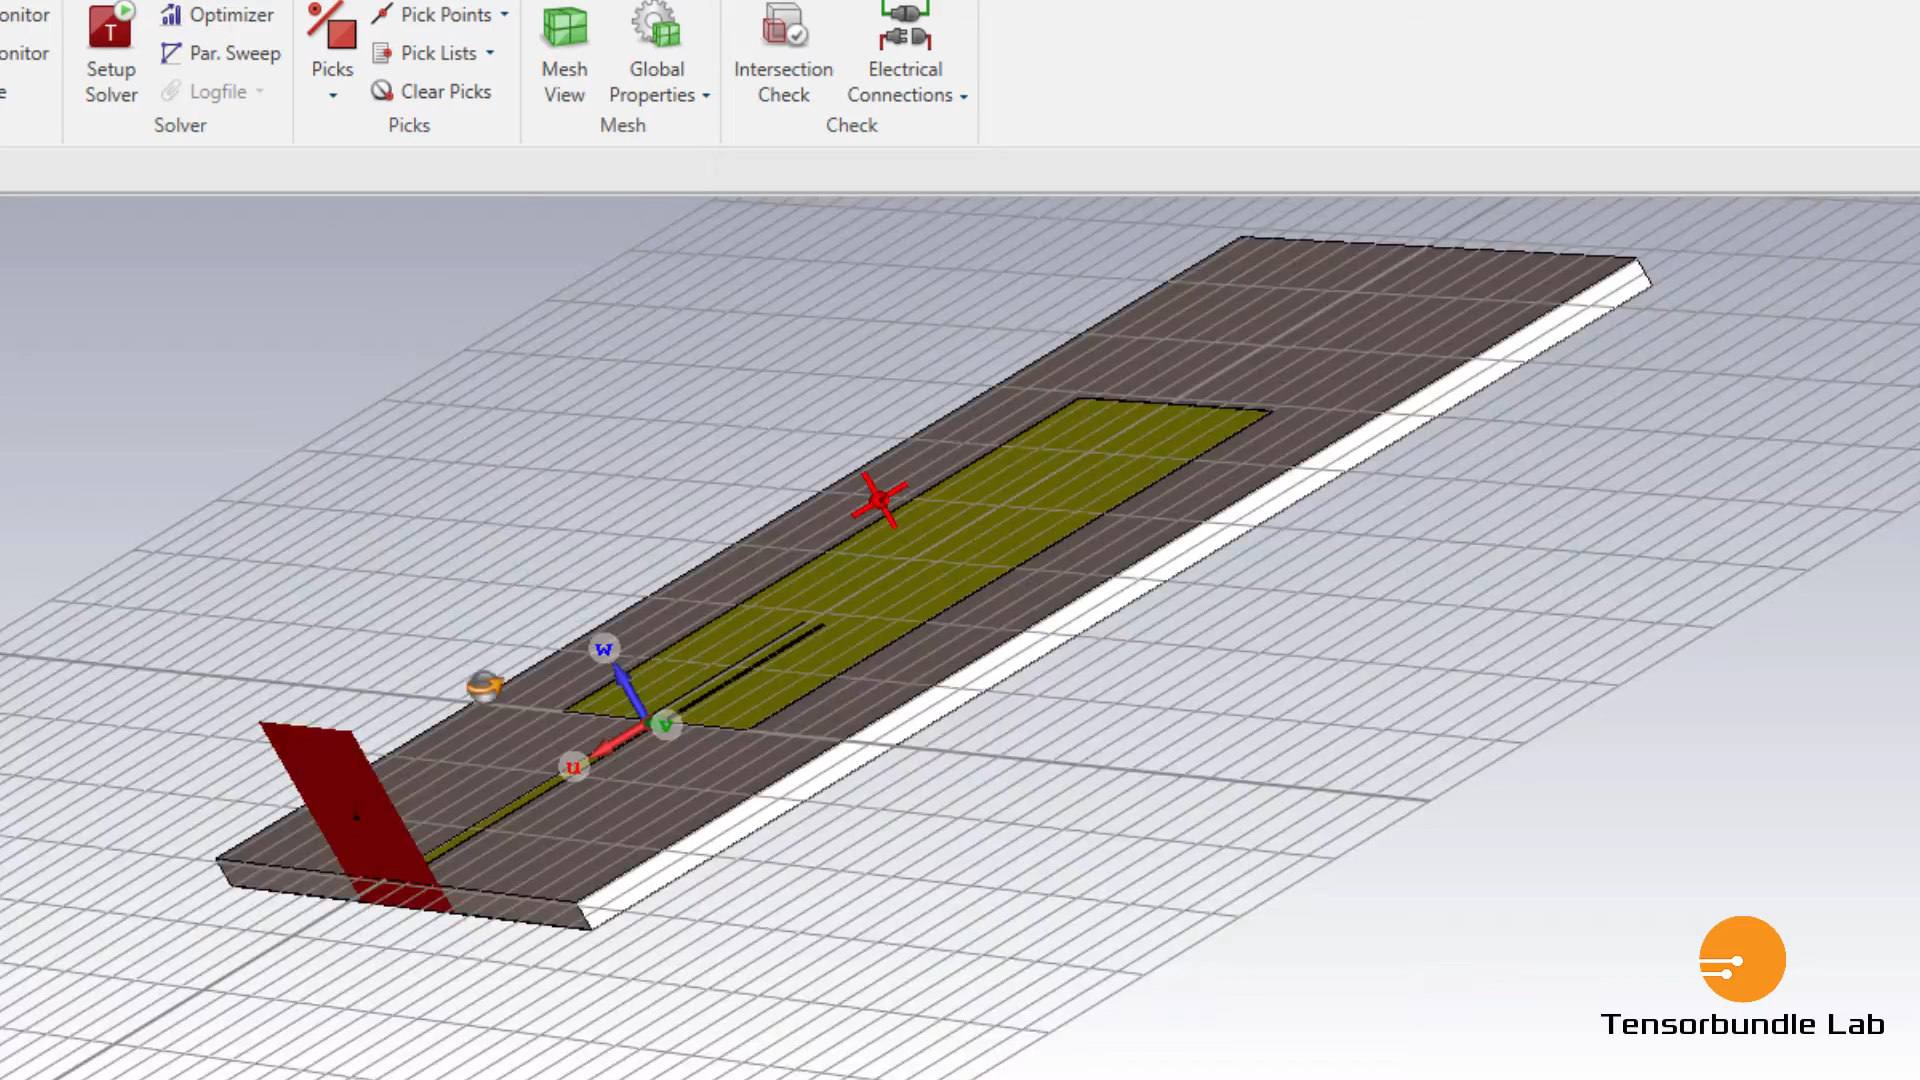 onitor
onitor
e
T
Setup
Solver
Optimizer
Par. Sweep
Logfile
Solver
Picks
Pick Points
Pick Lists
Clear Picks
Picks
Mesh
View
Global
Properties
Mesh
Intersection
Check
Electrical
Connections
Check
w
v
u
Tensorbundle Lab